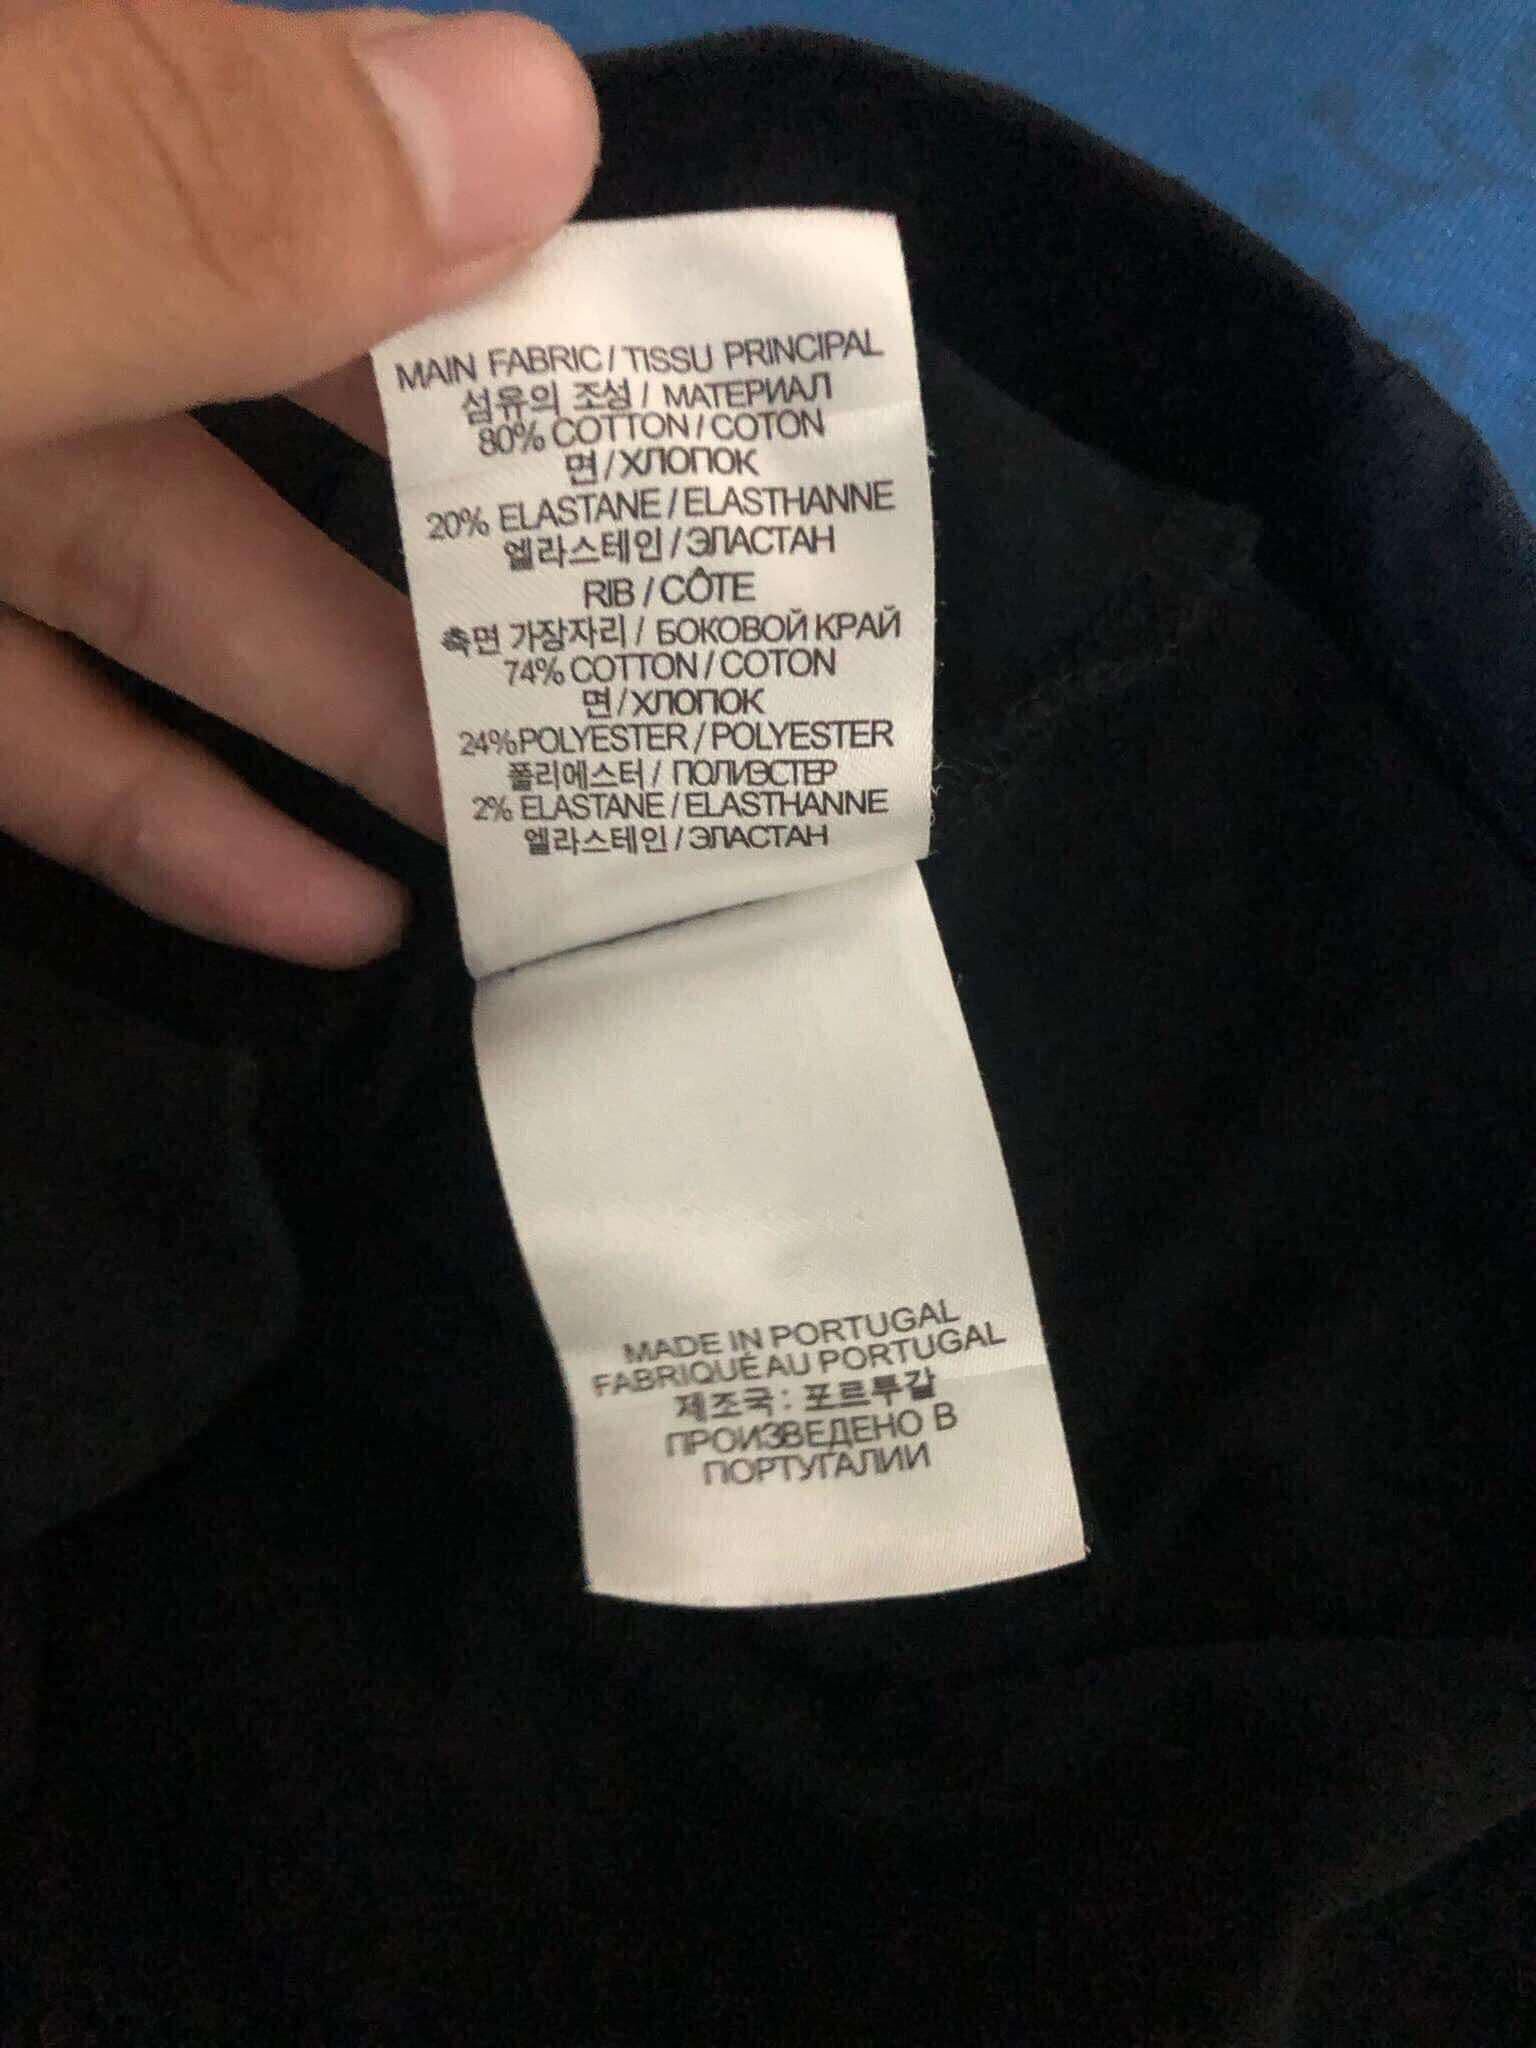 MAIN FABRIC / TISSU PRINCIPAL
섬유의 조성 / МАТЕРИАЛ
80% COTTON / COTON
면 / ХЛОПОК
20% ELASTANE / ELASTHANNE
엘라스테인 / ЭЛАСТАН
RIB / CÔTE
측면 가장자리 / БОКОВОЙ КРАЙ
74% COTTON / COTON
면 / ХЛОПОК
24%POLYESTER / POLYESTER
폴리에스터 / ПОЛИЭСТЕР
2% ELASTANE / ELASTHANNE
엘라스테인 / ЭЛАСТАН
MADE IN PORTUGAL
FABRIQUÉ AU PORTUGAL
제조국: 포르투갈
ПРОИЗВЕДЕНО В
ПОРТУГАЛИИ